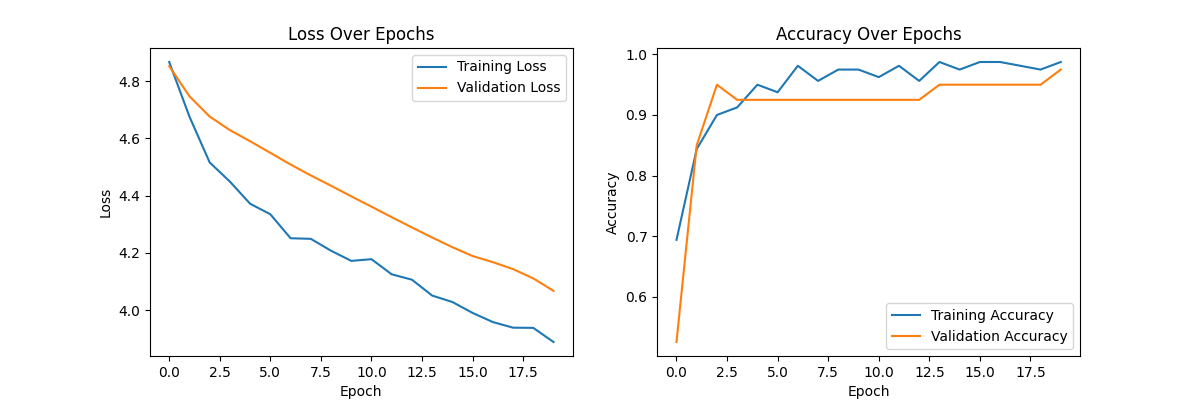 Loss Over Epochs
Training Loss
Validation Loss
4.8
4.6
4.4
4.2
4.0
Loss
0.0 2.5 5.0 7.5 10.0 12.5 15.0 17.5
Epoch
Accuracy Over Epochs
1.0
0.9
0.8
0.7
0.6
Accuracy
Training Accuracy
Validation Accuracy
0.0 2.5 5.0 7.5 10.0 12.5 15.0 17.5
Epoch